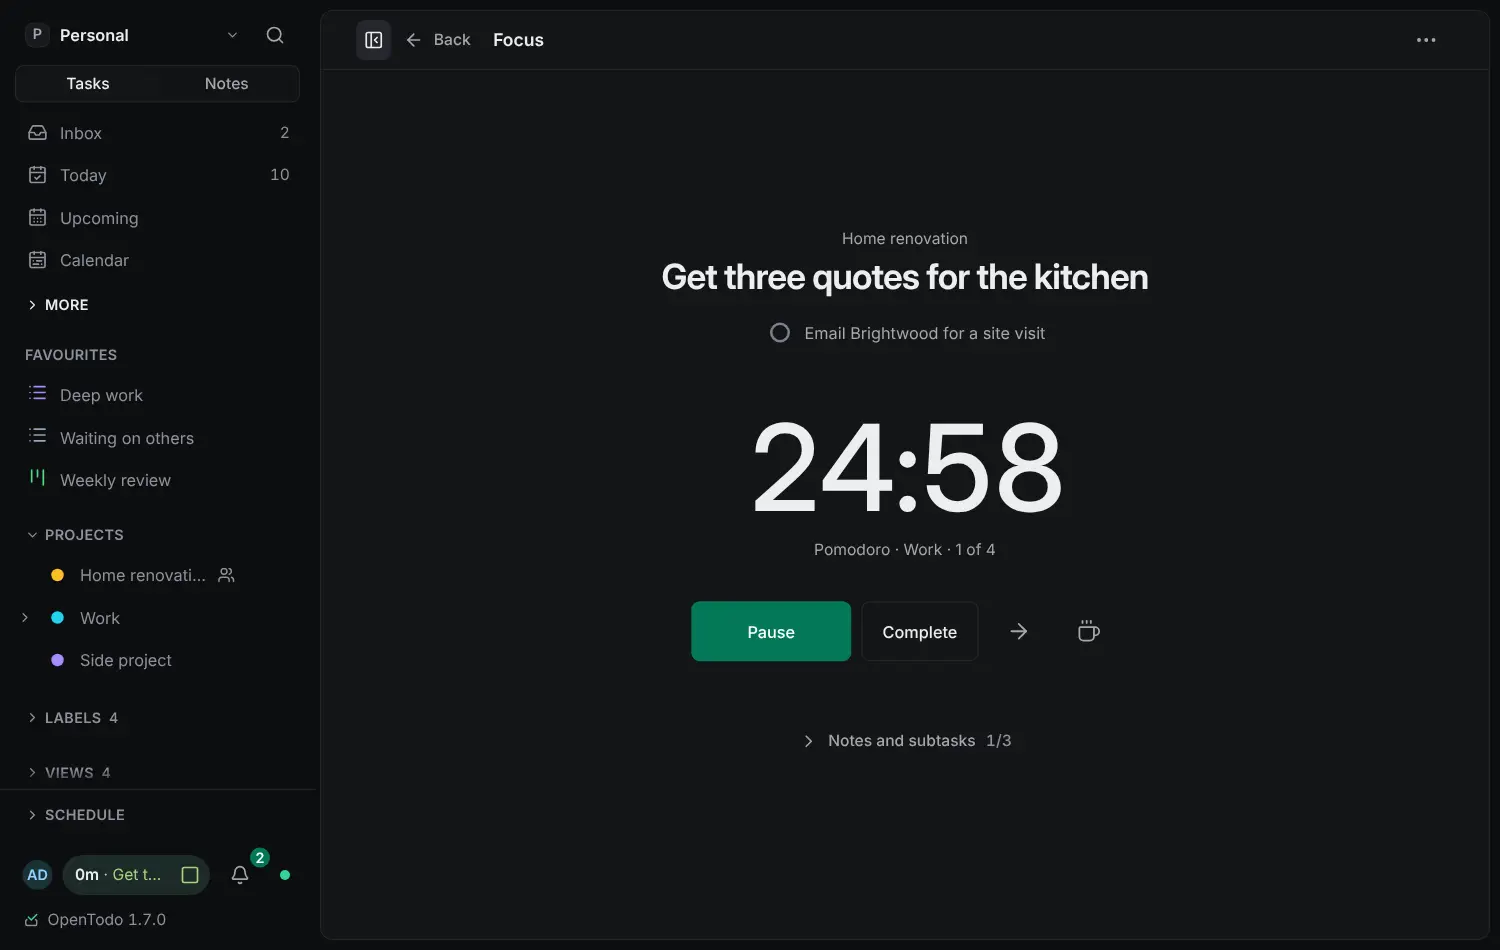 P Personal
Tasks Notes
Inbox 2
Today 10
Upcoming
Calendar
MORE
FAVOURITES
Deep work
Waiting on others
Weekly review
PROJECTS
Home renovati...
Work
Side project
LABELS 4
VIEWS 4
SCHEDULE
AD 0m · Get t... 2
OpenTodo 1.7.0
Back Focus
Home renovation
Get three quotes for the kitchen
Email Brightwood for a site visit
24:58
Pomodoro · Work · 1 of 4
Pause Complete
Notes and subtasks 1/3